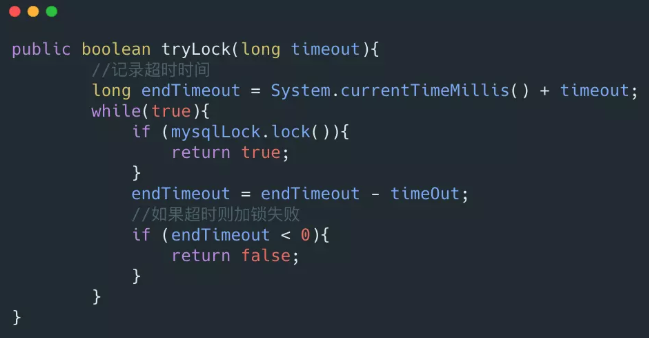 public boolean tryLock(long timeout){
//记录超时时间
long endTimeout = System.currentTimeMillis() + timeout;
while(true){
if (mysqlLock.lock()){
return true;
}
endTimeout = endTimeout - timeOut;
//如果超时则加锁失败
if (endTimeout < 0){
return false;
}
}
}